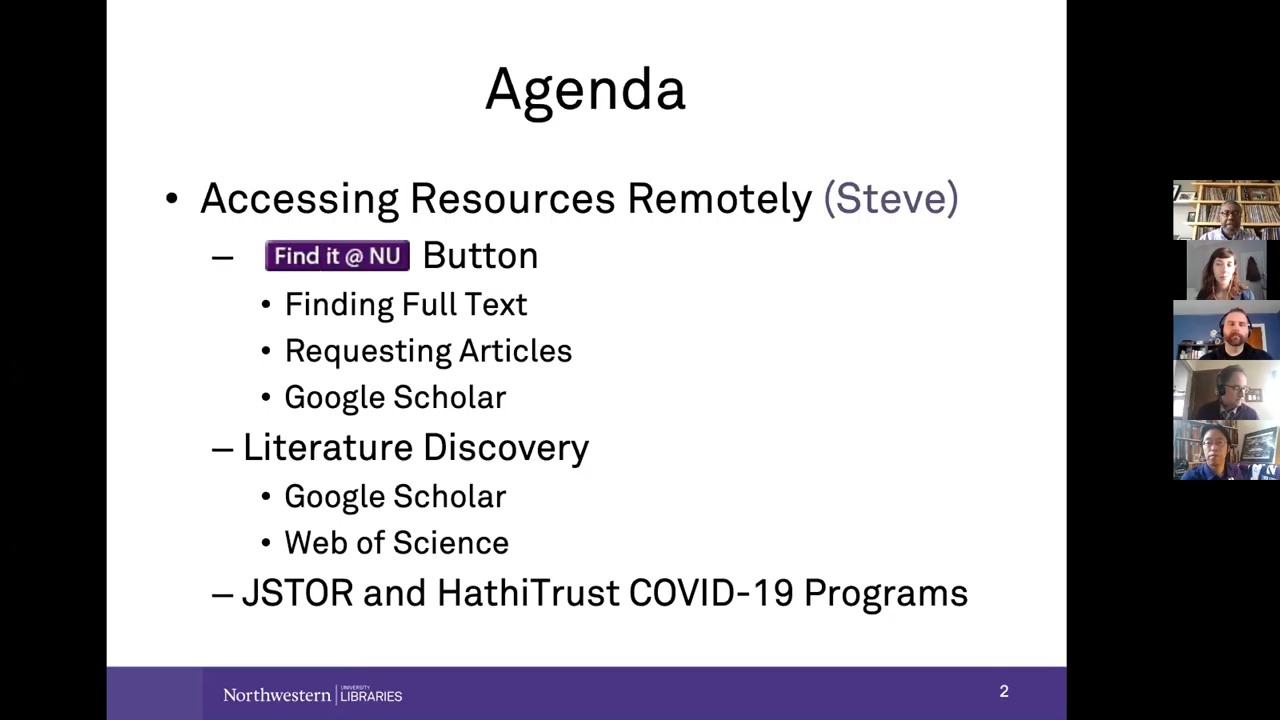 Agenda
• Accessing Resources Remotely (Steve)
– Find it @ NU Button
• Finding Full Text
• Requesting Articles
• Google Scholar
– Literature Discovery
• Google Scholar
• Web of Science
– JSTOR and HathiTrust COVID-19 Programs
Northwestern | UNIVERSITY LIBRARIES
2